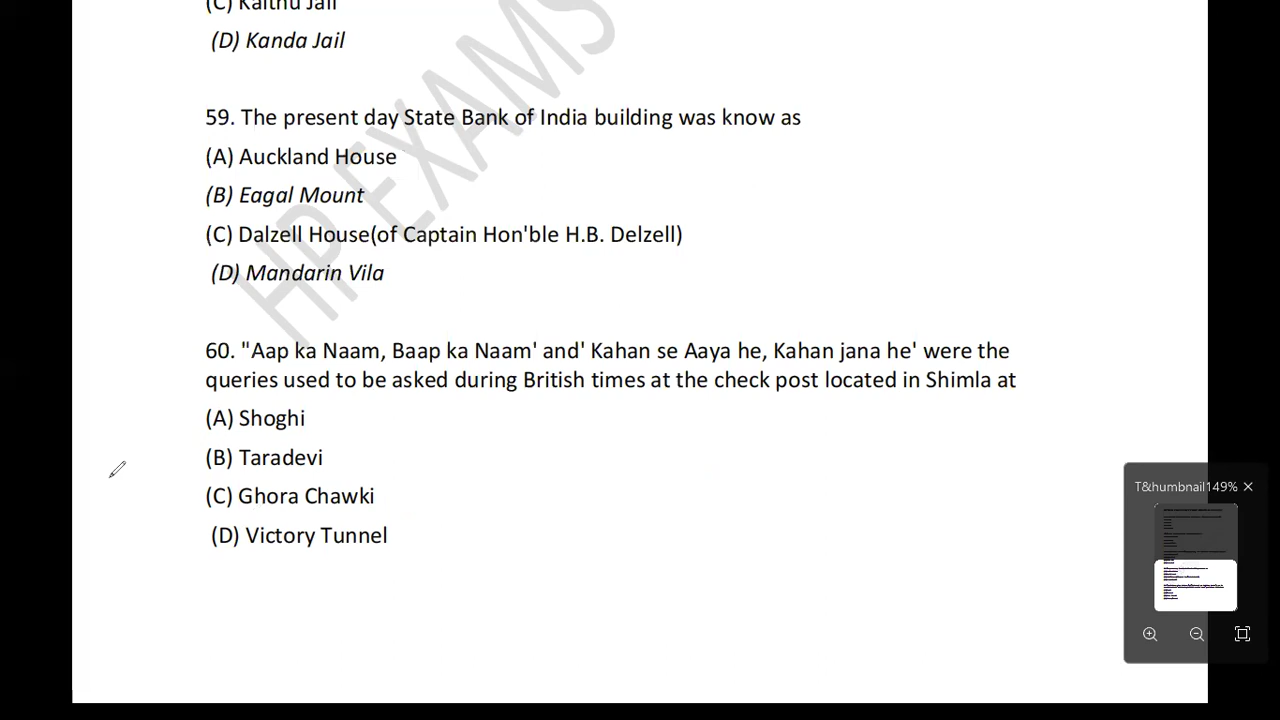 (C) Kaithu Jail
(D) Kanda Jail
59. The present day State Bank of India building was know as
(A) Auckland House
(B) Eagal Mount
(C) Dalzell House(of Captain Hon'ble H.B. Delzell)
(D) Mandarin Vila
60. "Aap ka Naam, Baap ka Naam' and' Kahan se Aaya he, Kahan jana he' were the
queries used to be asked during British times at the check post located in Shimla at
(A) Shoghi
(B) Taradevi
(C) Ghora Chawki
(D) Victory Tunnel
HP EXAMS
T&humbnail149%